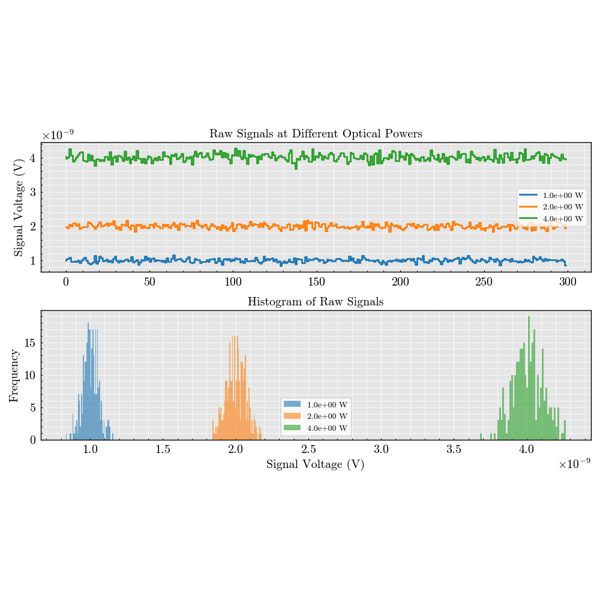 Raw Signals at Different Optical Powers
×10⁻⁹
Signal Voltage (V)
4
3
2
1
1.0e+00 W
2.0e+00 W
4.0e+00 W
0 50 100 150 200 250 300
Histogram of Raw Signals
Frequency
15
10
5
0
1.0e+00 W
2.0e+00 W
4.0e+00 W
1.0 1.5 2.0 2.5 3.0 3.5 4.0
Signal Voltage (V)
×10⁻⁹